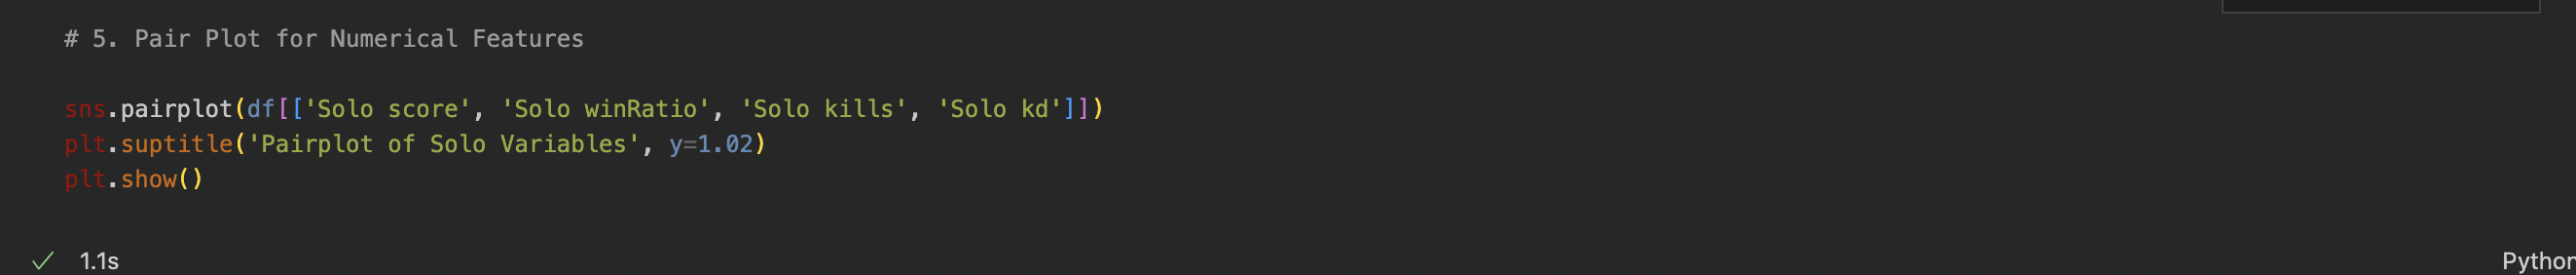 # 5. Pair Plot for Numerical Features
sns.pairplot(df[['Solo score', 'Solo winRatio', 'Solo kills', 'Solo kd']])
plt.suptitle('Pairplot of Solo Variables', y=1.02)
plt.show()
1.1s
Python